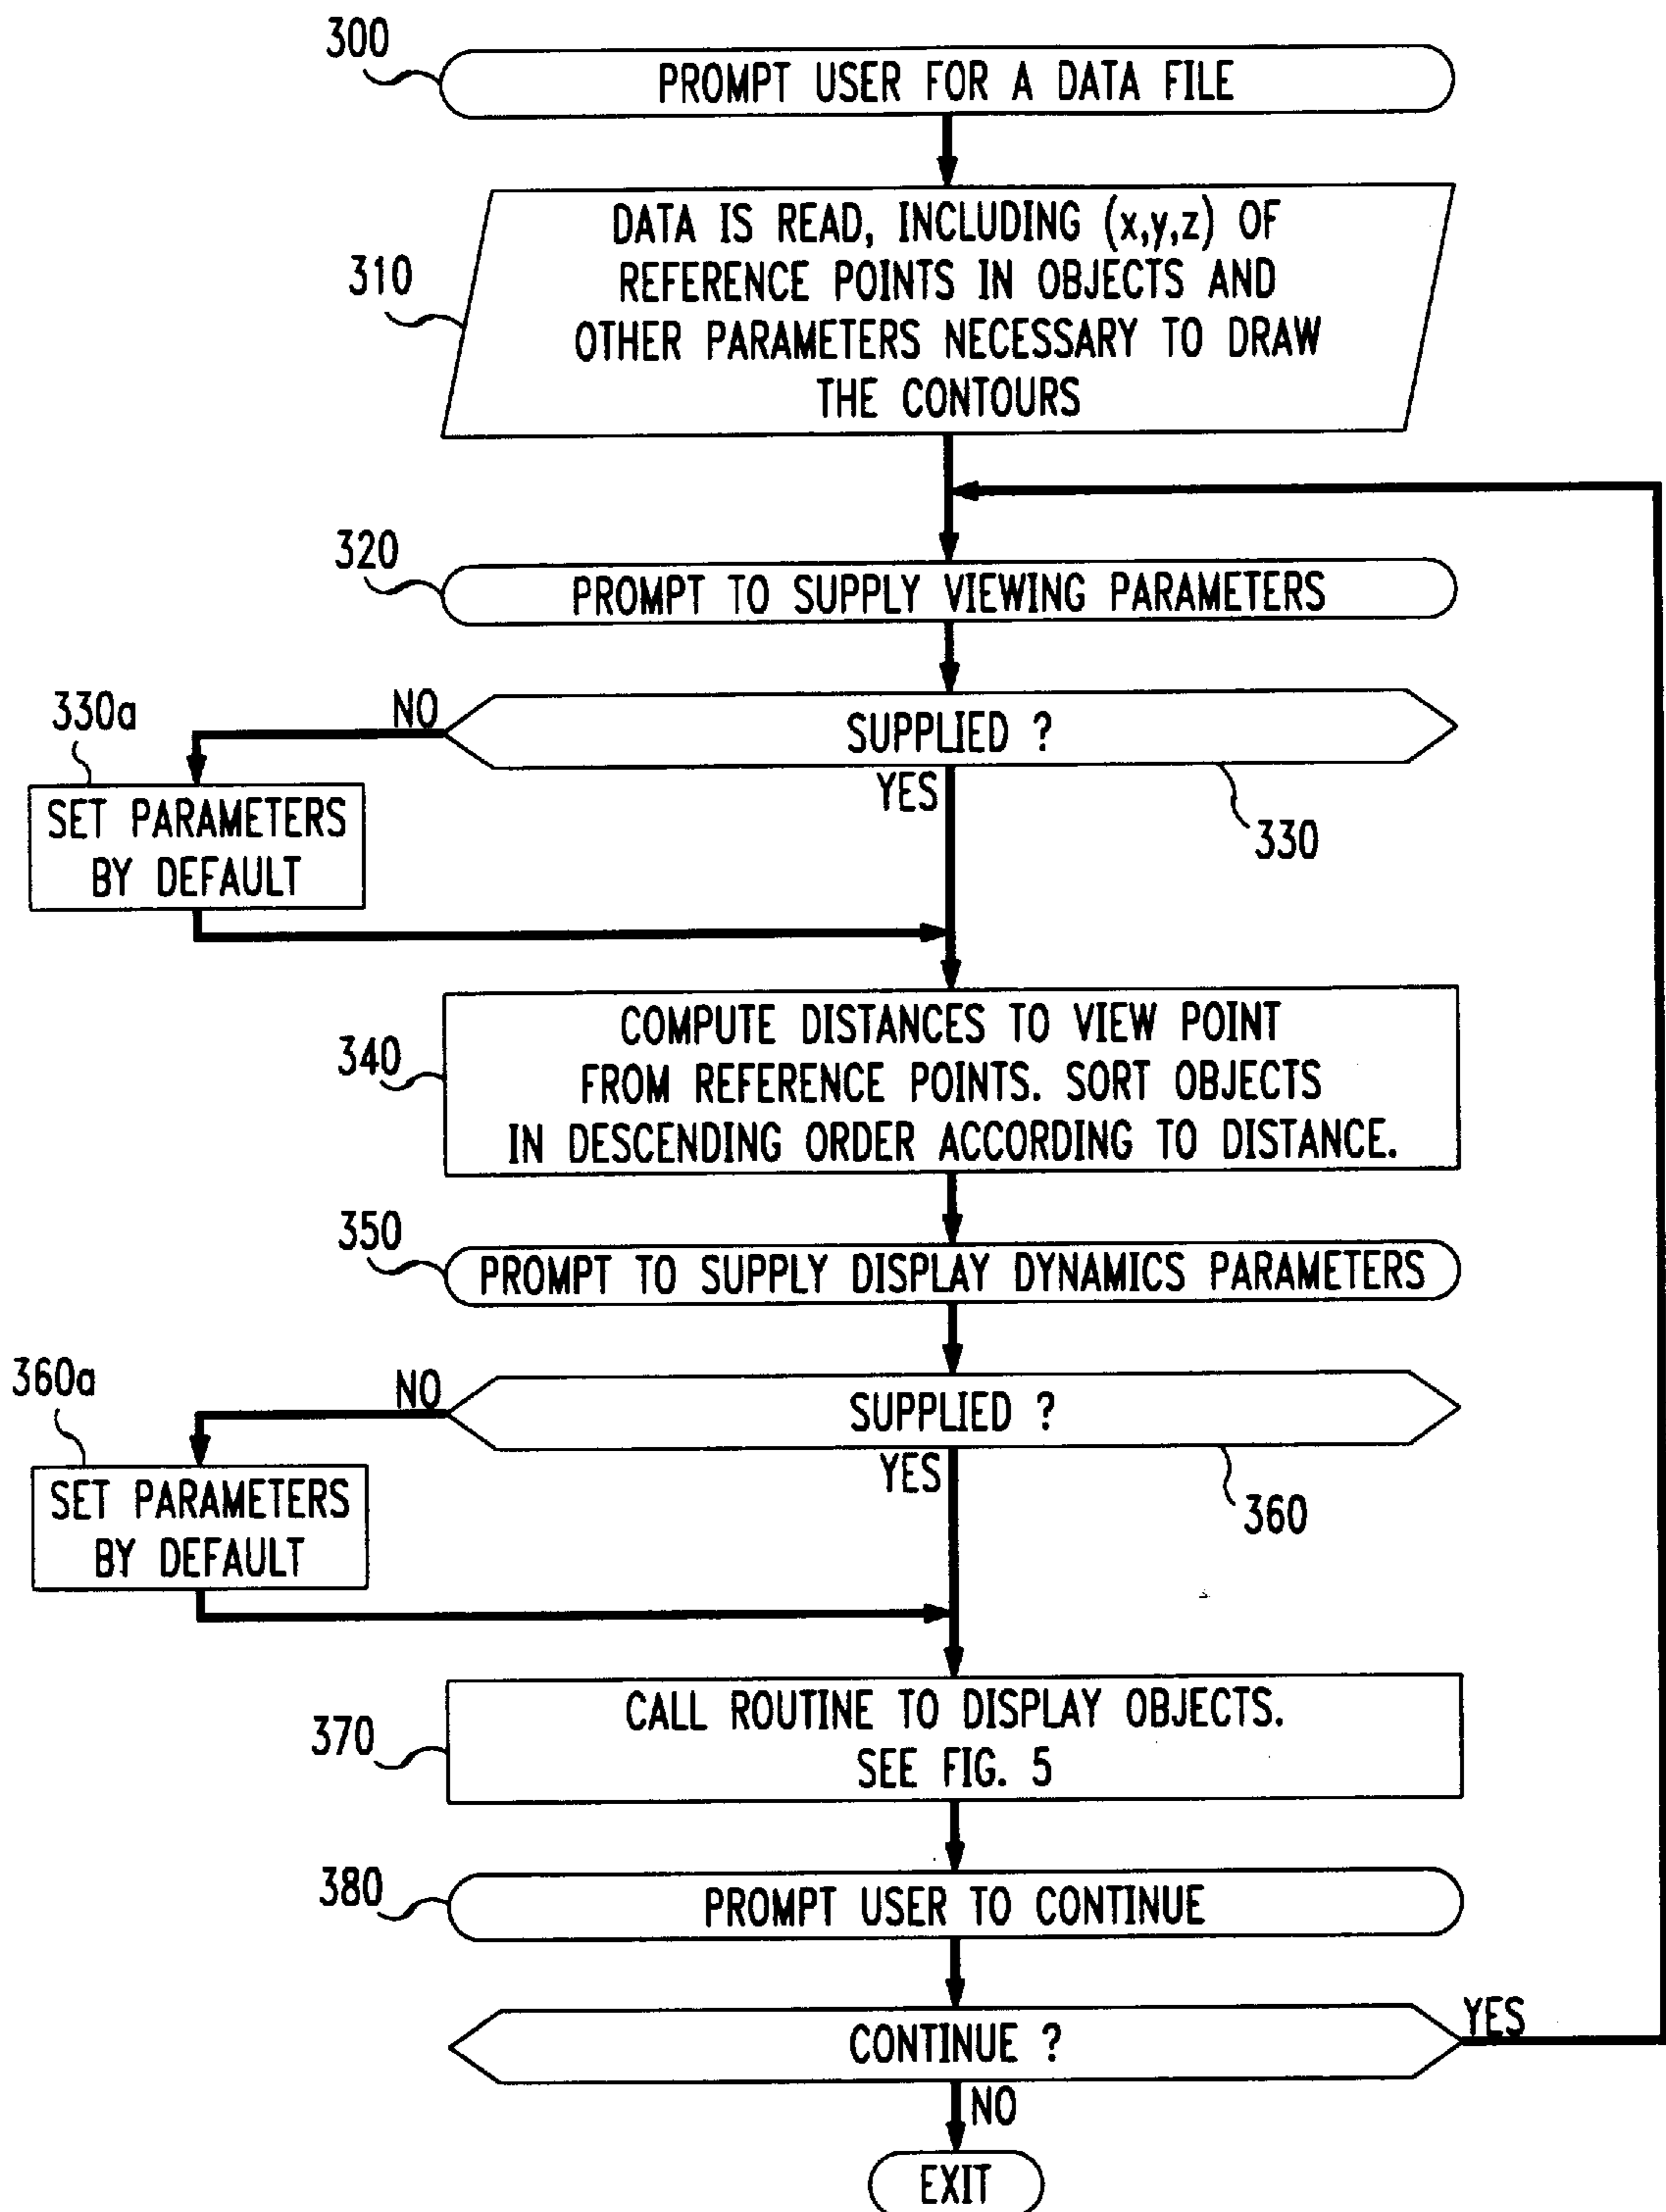 300
PROMPT USER FOR A DATA FILE
310
DATA IS READ, INCLUDING (x,y,z) OF
REFERENCE POINTS IN OBJECTS AND
OTHER PARAMETERS NECESSARY TO DRAW
THE CONTOURS
320
PROMPT TO SUPPLY VIEWING PARAMETERS
330a
NO
SUPPLIED ?
YES
330
SET PARAMETERS
BY DEFAULT
340
COMPUTE DISTANCES TO VIEW POINT
FROM REFERENCE POINTS. SORT OBJECTS
IN DESCENDING ORDER ACCORDING TO DISTANCE.
350
PROMPT TO SUPPLY DISPLAY DYNAMICS PARAMETERS
360a
NO
SUPPLIED ?
YES
360
SET PARAMETERS
BY DEFAULT
370
CALL ROUTINE TO DISPLAY OBJECTS.
SEE FIG. 5
380
PROMPT USER TO CONTINUE
CONTINUE ?
YES
NO
EXIT